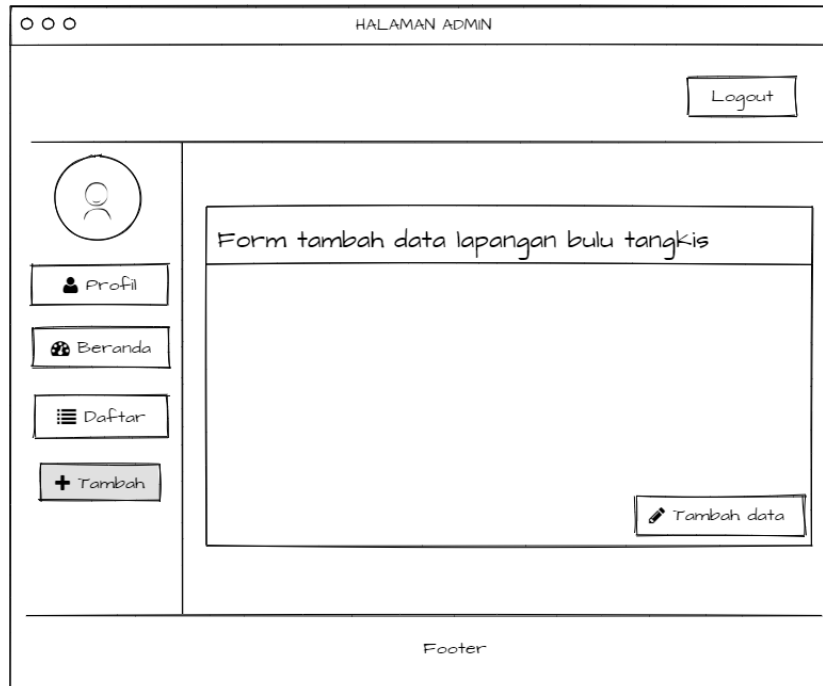 HALAMAN ADMIN
Logout
Form tambah data lapangan bulu tangkis
Profil
Beranda
Daftar
Tambah
Tambah data
Footer